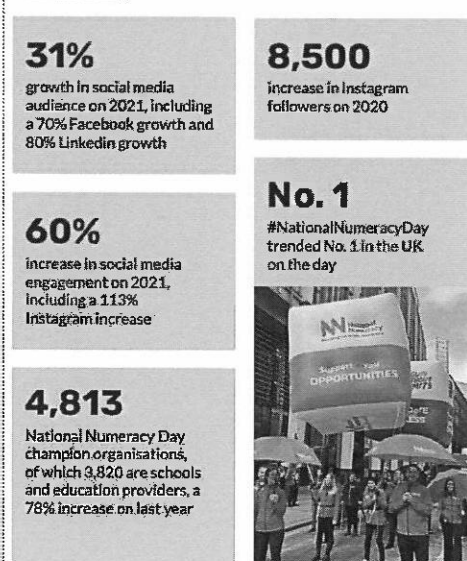 31%
growth in social media
audience on 2021, including
a 70% Facebook growth and
80% Linkedin growth
60%
increase in social media
engagement on 2021,
including a 113%
Instagram increase
4,813
National Numeracy Day
champion organisations,
of which 3,820 are schools
and education providers, a
78% increase on last year
8,500
increase in Instagram
followers on 2020
No. 1
#NationalNumeracyDay
trended No. 1 in the UK
on the day
National
Numeracy
Support
OPPORTUNITIES